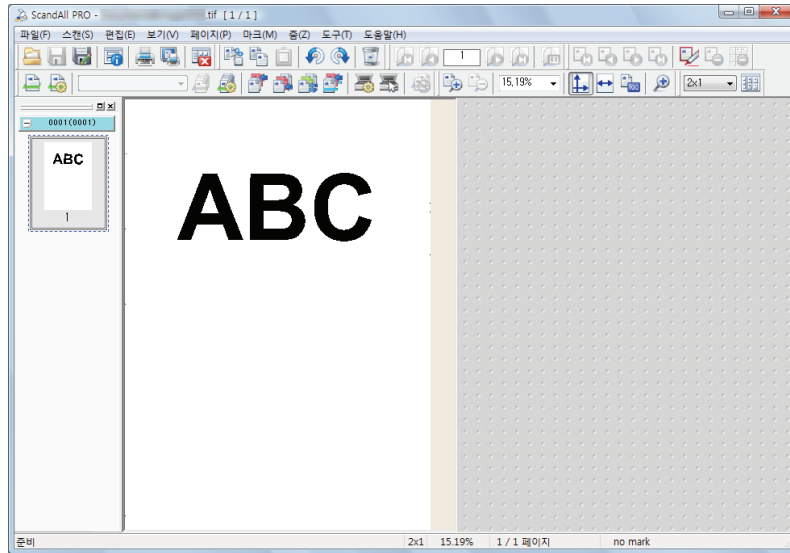 ScandAll PRO - .tif [ 1 / 1 ]
파일(F) 스캔(S) 편집(E) 보기(V) 페이지(P) 마크(M) 줌(Z) 도구(T) 도움말(H)
1
15,19% 2x1
0001(0001)
ABC
1
ABC
준비 2x1 15.19% 1 / 1 페이지 no mark